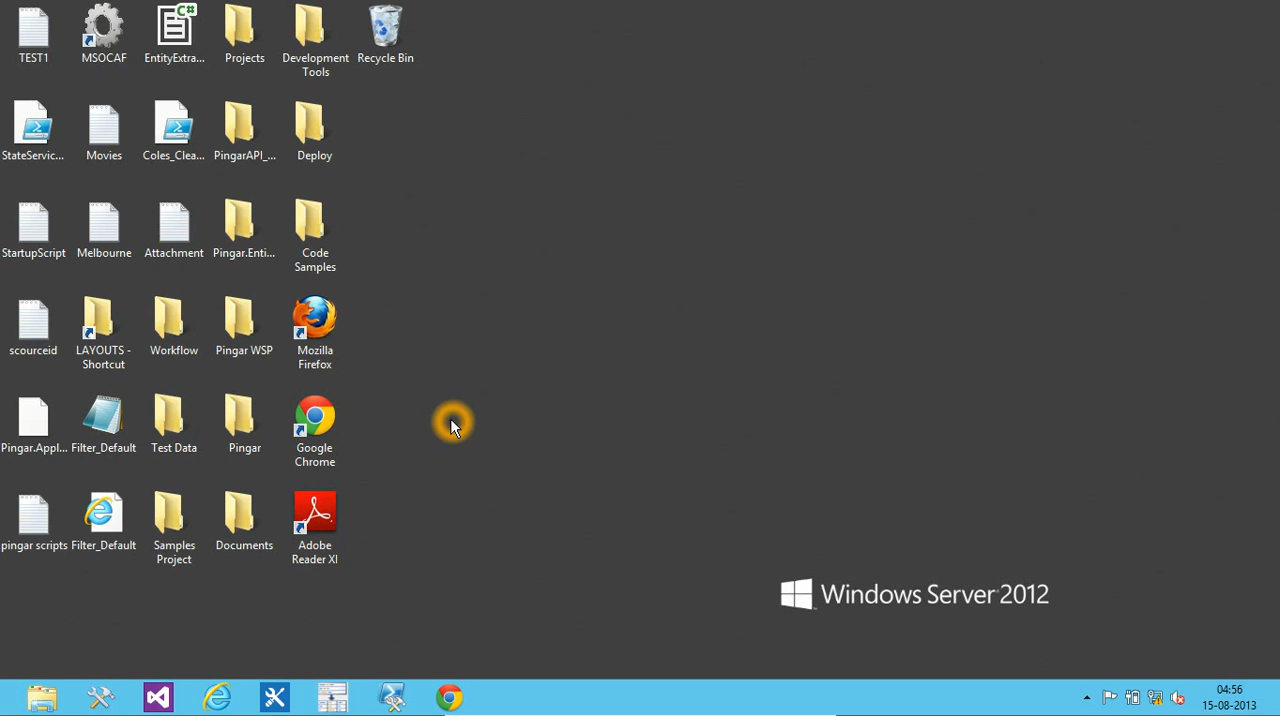 TEST1
MSOCAF
C#
EntityExtra...
Projects
Development
Tools
Recycle Bin
StateServic...
Movies
Coles_Clea...
PingarAPI_...
Deploy
StartupScript
Melbourne
Attachment
Pingar.Enti...
Code
Samples
scourceid
LAYOUTS -
Shortcut
Workflow
Pingar WSP
Mozilla
Firefox
Pingar.Appl...
Filter_Default
Test Data
Pingar
Google
Chrome
pingar scripts
Filter_Default
Samples
Project
Documents
Adobe
Reader XI
Windows Server 2012
04:56
15-08-2013